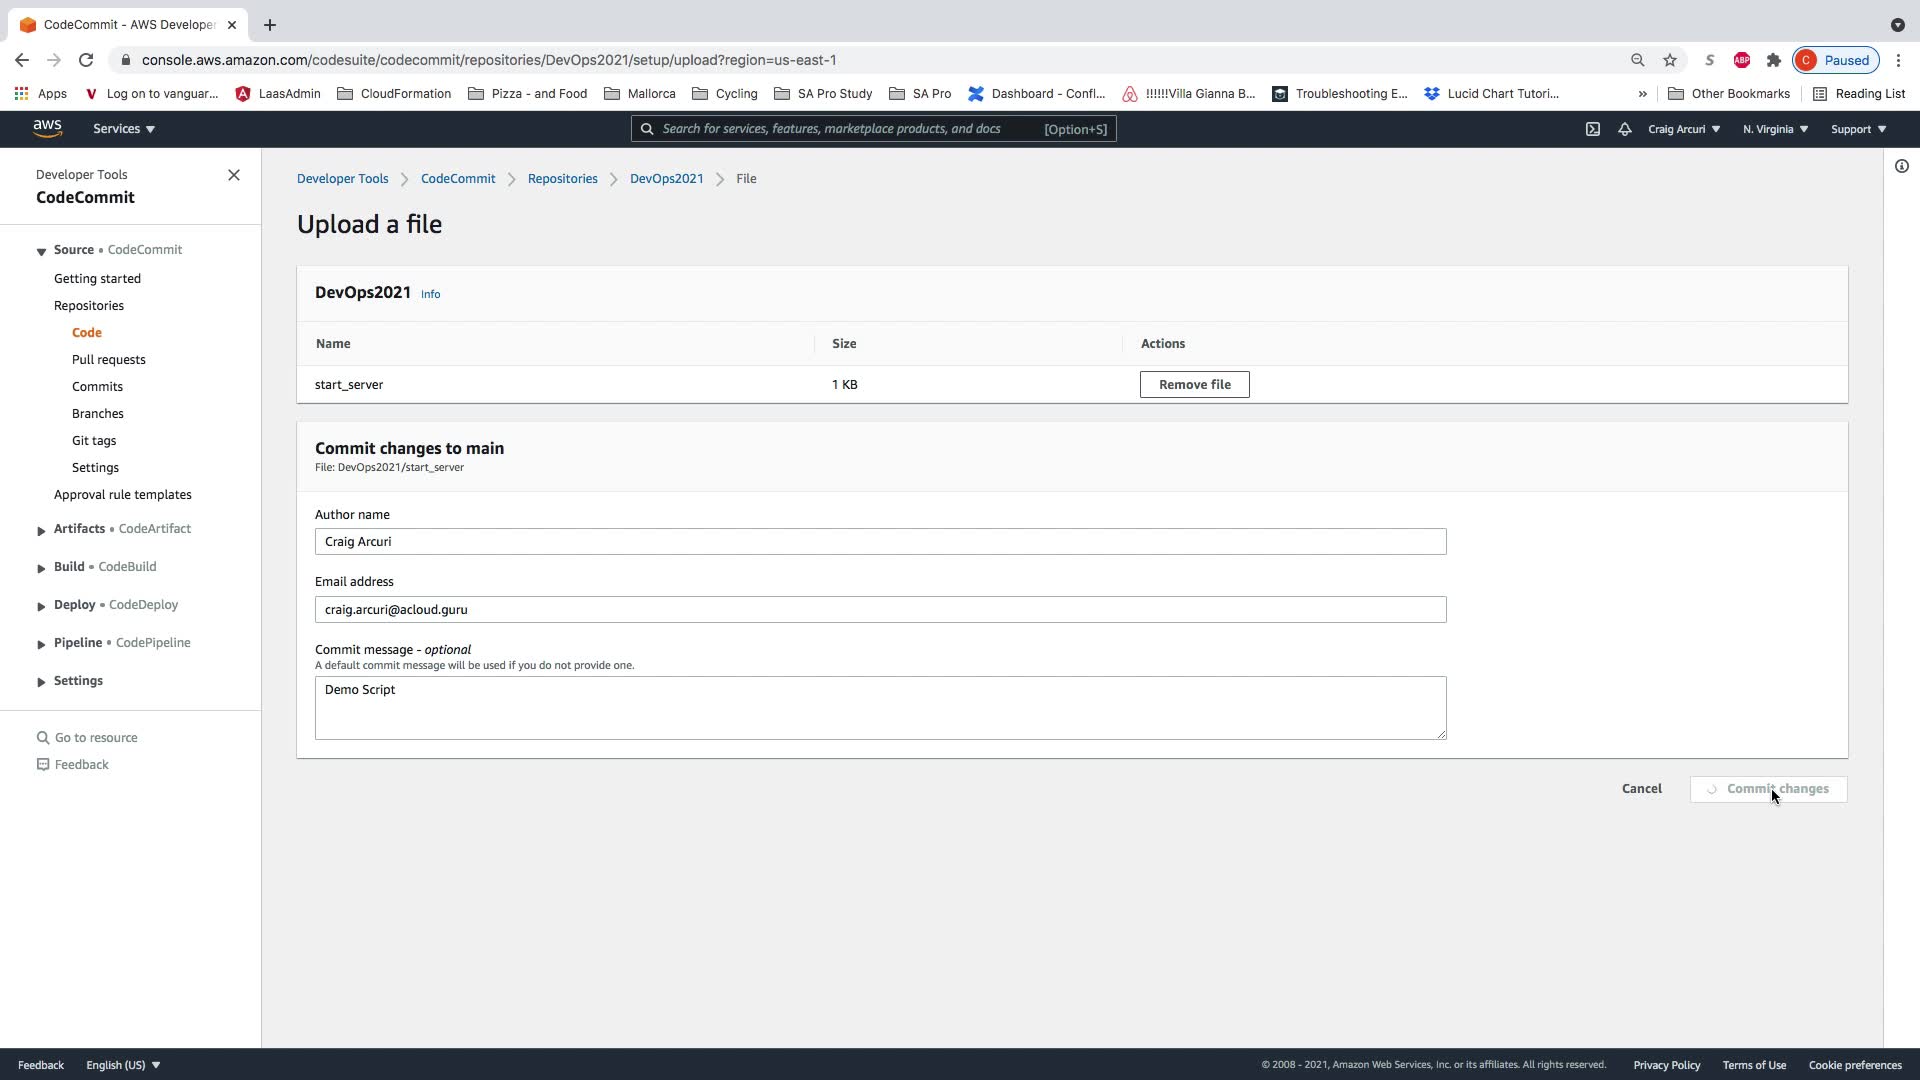 CodeCommit - AWS Developer
console.aws.amazon.com/codesuite/codecommit/repositories/DevOps2021/setup/upload?region=us-east-1
S ABP C Paused
Apps Log on to vanguar... LaasAdmin CloudFormation Pizza - and Food Mallorca Cycling SA Pro Study SA Pro Dashboard - Confl... !!!!!!Villa Gianna B... Troubleshooting E... Lucid Chart Tutori... » Other Bookmarks Reading List
aws Services Search for services, features, marketplace products, and docs [Option+S] Craig Arcuri N. Virginia Support
Developer Tools
CodeCommit
Source • CodeCommit
Getting started
Repositories
Code
Pull requests
Commits
Branches
Git tags
Settings
Approval rule templates
Artifacts • CodeArtifact
Build • CodeBuild
Deploy • CodeDeploy
Pipeline • CodePipeline
Settings
Go to resource
Feedback
Developer Tools CodeCommit Repositories DevOps2021 File
Upload a file
DevOps2021 Info
Name Size Actions
start_server 1 KB Remove file
Commit changes to main
File: DevOps2021/start_server
Author name
Craig Arcuri
Email address
craig.arcuri@acloud.guru
Commit message - optional
A default commit message will be used if you do not provide one.
Demo Script
Cancel Commit changes
Feedback English (US) © 2008 - 2021, Amazon Web Services, Inc. or its affiliates. All rights reserved. Privacy Policy Terms of Use Cookie preferences